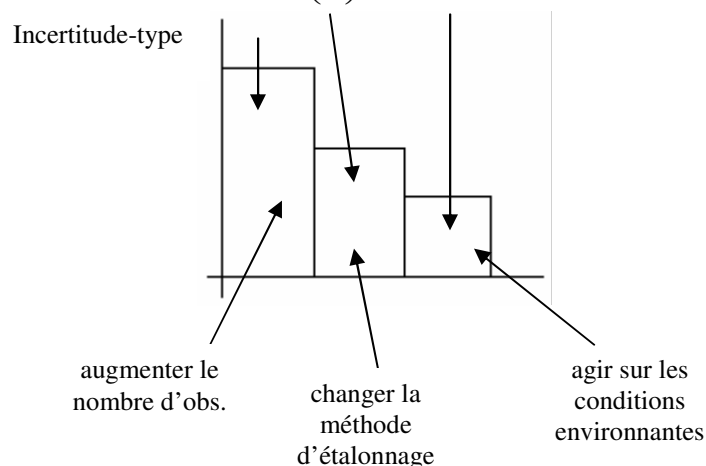 Incertitude-type
augmenter le
nombre d'obs.
changer la
méthode
d'étalonnage
agir sur les
conditions
environnantes